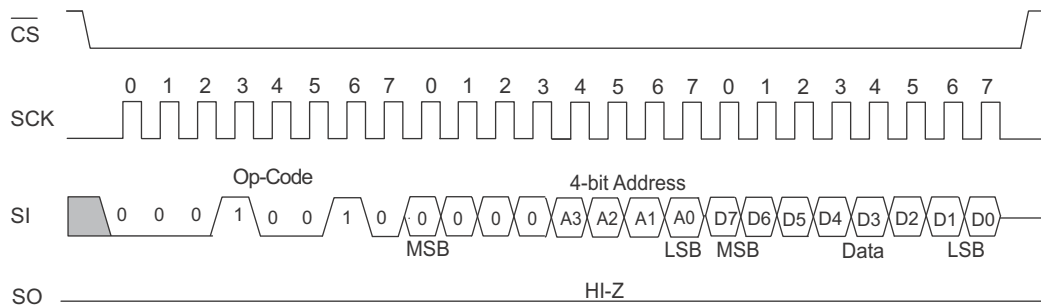 CS
0 1 2 3 4 5 6 7 0 1 2 3 4 5 6 7 0 1 2 3 4 5 6 7
SCK
Op-Code 4-bit Address
SI 0 0 0 1 0 0 1 0 0 0 0 0 A3 A2 A1 A0 D7 D6 D5 D4 D3 D2 D1 D0
MSB LSB MSB Data LSB
HI-Z
SO